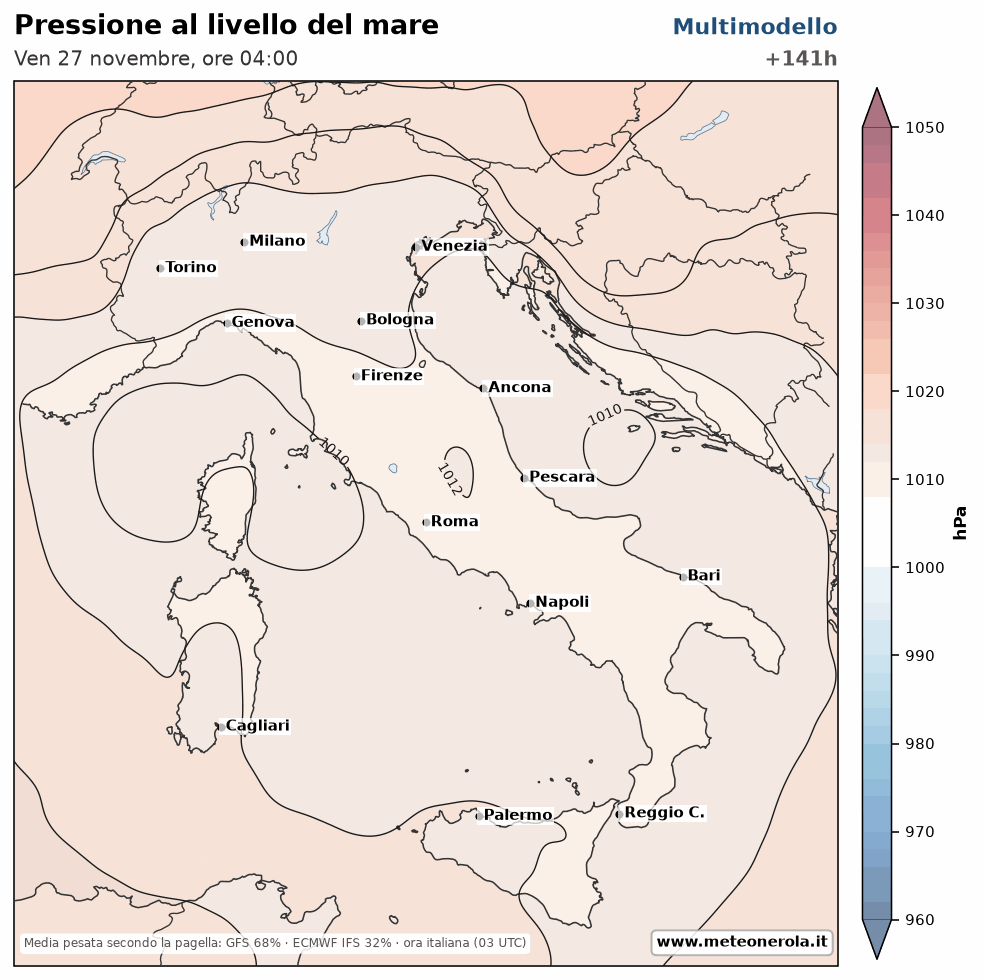 Pressione al livello del mare
Multimodello
Ven 27 novembre, ore 04:00
+141h
1050
1040
1030
1020
1010
1000
990
980
970
960
hPa
Milano
Venezia
Torino
Genova
Bologna
Firenze
Ancona
1010
1010
1012
Pescara
Roma
Bari
Napoli
Cagliari
Palermo
Reggio C.
Media pesata secondo la pagella: GFS 68% · ECMWF IFS 32% · ora italiana (03 UTC)
www.meteonerola.it